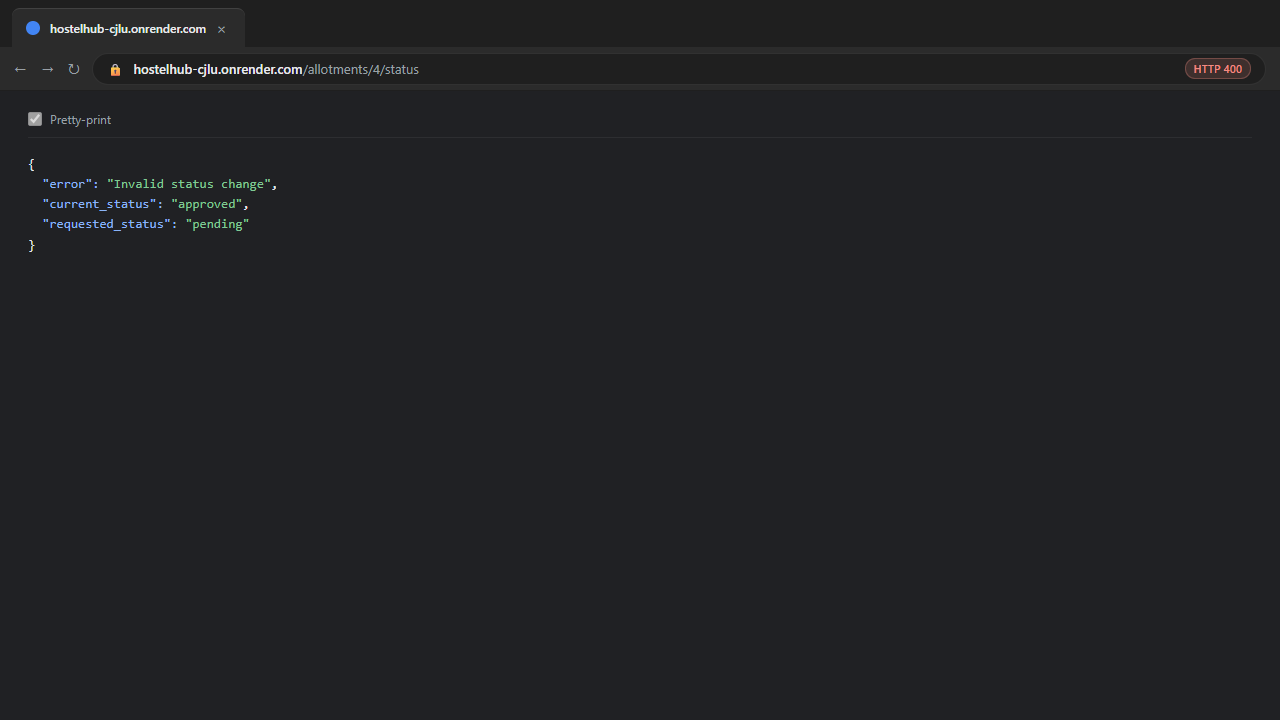 hostelhub-cjlu.onrender.com ×
hostelhub-cjlu.onrender.com/allotments/4/status HTTP 400
Pretty-print
{
"error": "Invalid status change",
"current_status": "approved",
"requested_status": "pending"
}